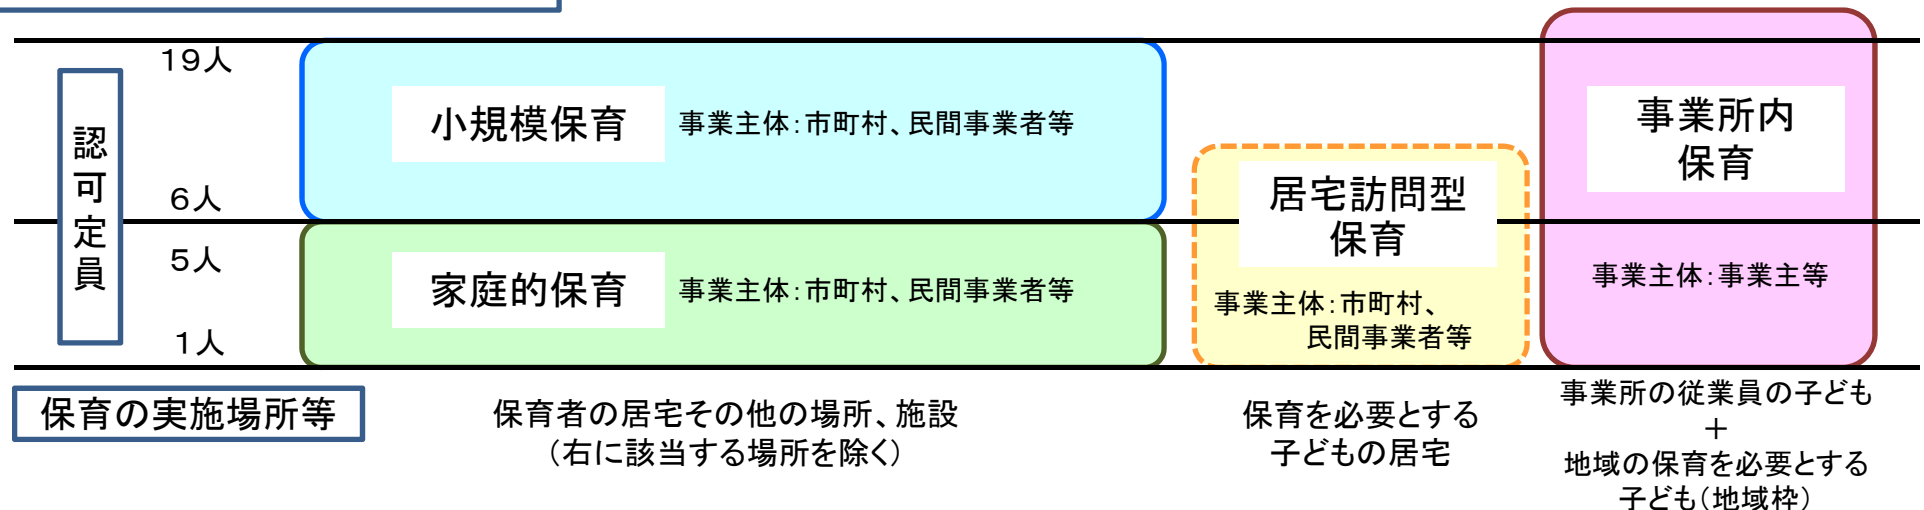 認可定員
19人
6人
5人
1人
小規模保育
事業主体:市町村、民間事業者等
家庭的保育
事業主体:市町村、民間事業者等
居宅訪問型
保育
事業主体:市町村、
民間事業者等
事業所内
保育
事業主体:事業主等
保育の実施場所等
保育者の居宅その他の場所、施設
(右に該当する場所を除く)
保育を必要とする
子どもの居宅
事業所の従業員の子ども
+
地域の保育を必要とする
子ども(地域枠)